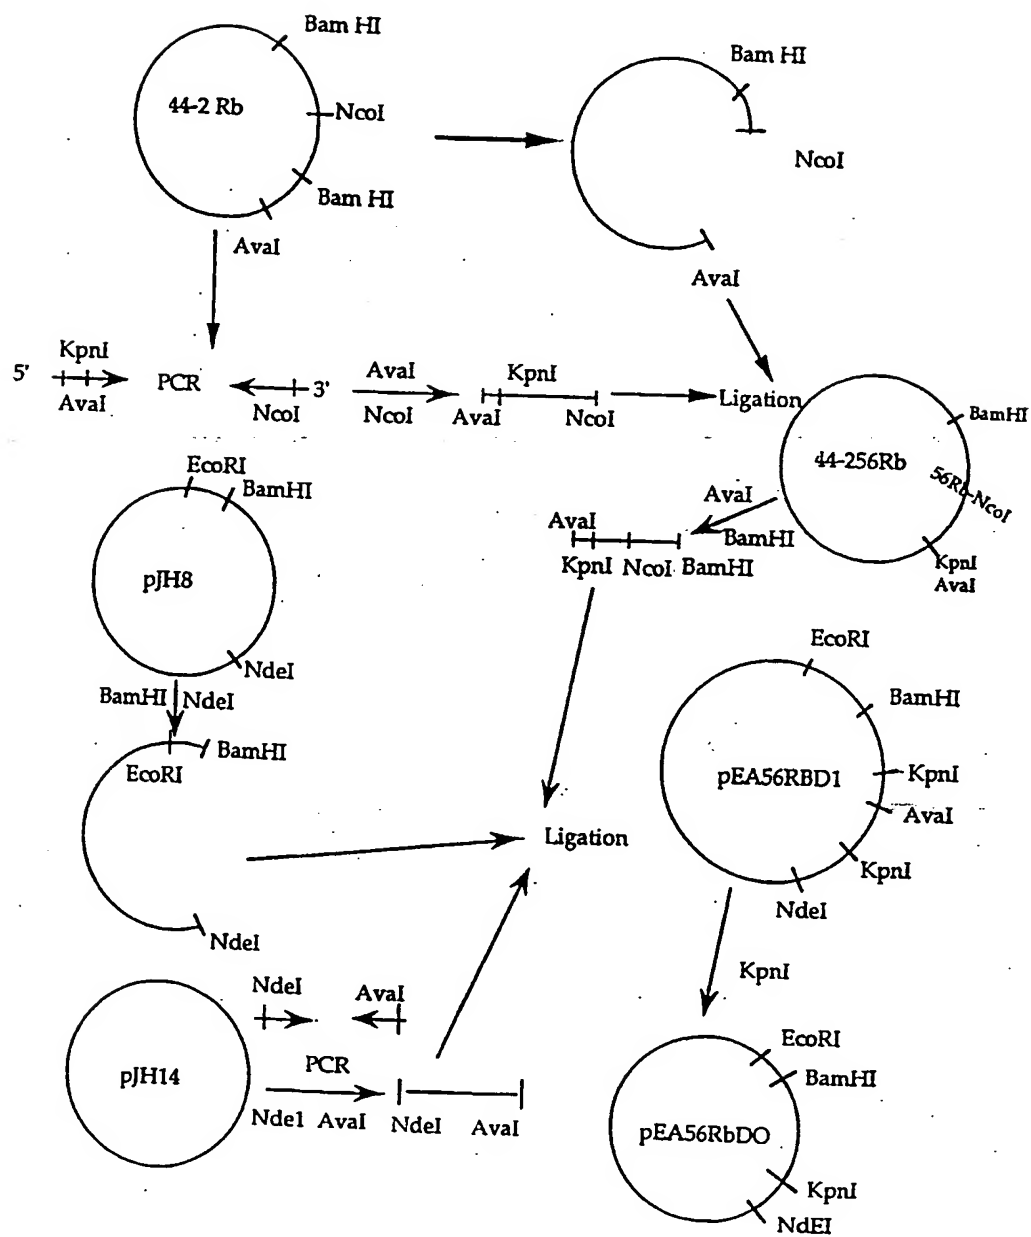 Bam HI
44-2 Rb
NcoI
Bam HI
AvaI
Bam HI
NcoI
AvaI
5'
KpnI
AvaI
PCR
3'
NcoI
AvaI
NcoI
KpnI
AvaI
NcoI
Ligation
BamHI
44-256Rb
56Rb-NcoI
KpnI
AvaI
AvaI
BamHI
AvaI
KpnI NcoI BamHI
EcoRI
BamHI
pJH8
NdeI
BamHI NdeI
BamHI
EcoRI
NdeI
Ligation
EcoRI
BamHI
pEA56RBD1
KpnI
AvaI
KpnI
NdeI
KpnI
pJH14
NdeI
AvaI
PCR
Nde1 AvaI
NdeI AvaI
EcoRI
BamHI
pEA56RbDO
KpnI
NdEI